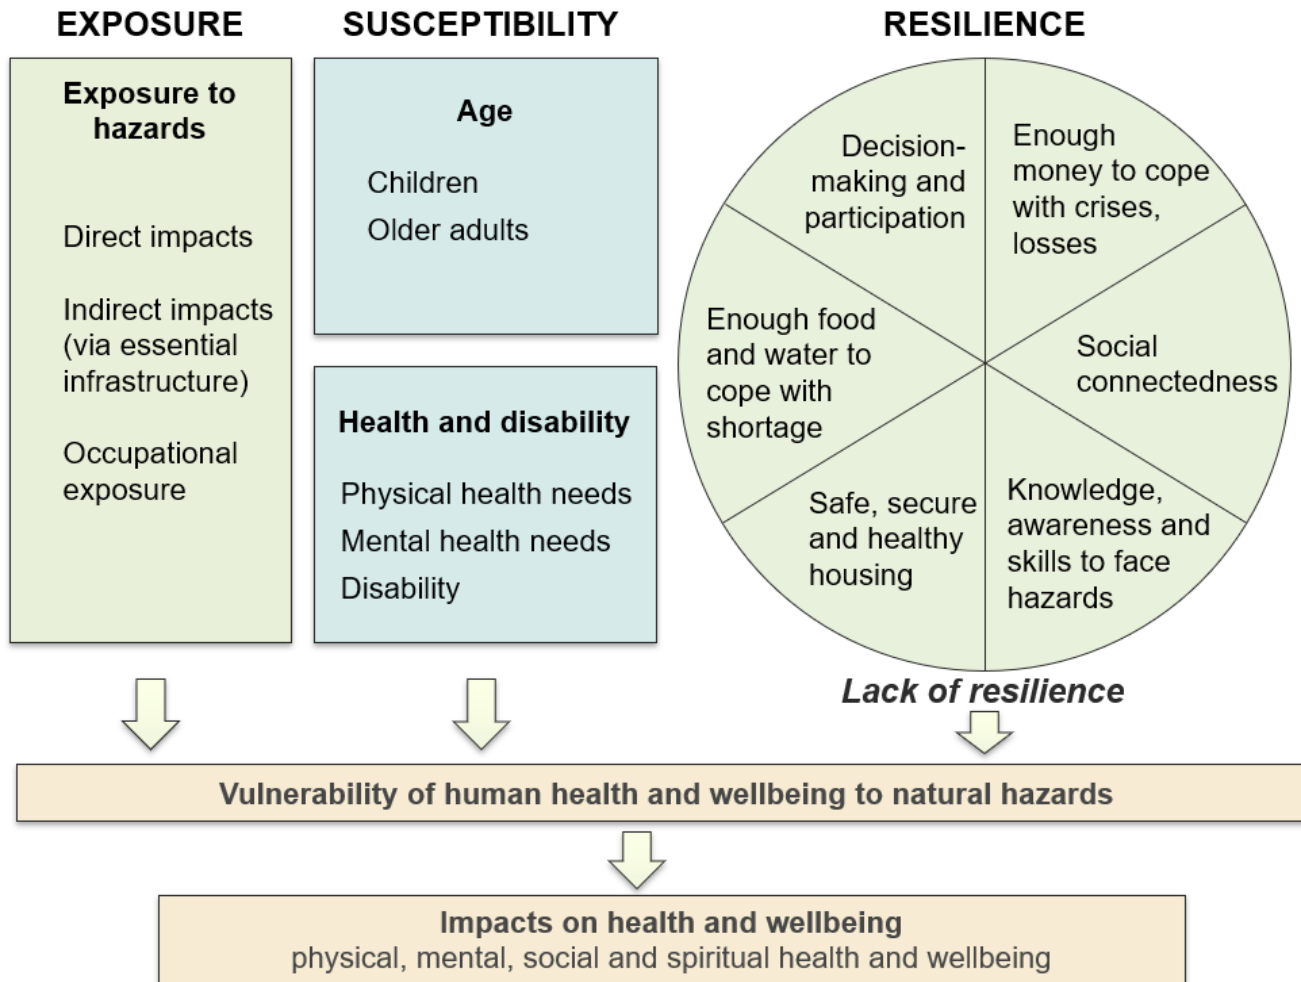 EXPOSURE
Exposure to
hazards
Direct impacts
Indirect impacts
(via essential
infrastructure)
Occupational
exposure
SUSCEPTIBILITY
Age
Children
Older adults
Health and disability
Physical health needs
Mental health needs
Disability
RESILIENCE
Decision-
making and
participation
Enough
money to cope
with crises,
losses
Social
connectedness
Knowledge,
awareness and
skills to face
hazards
Safe, secure
and healthy
housing
Enough food
and water to
cope with
shortage
Lack of resilience
Vulnerability of human health and wellbeing to natural hazards
Impacts on health and wellbeing
physical, mental, social and spiritual health and wellbeing